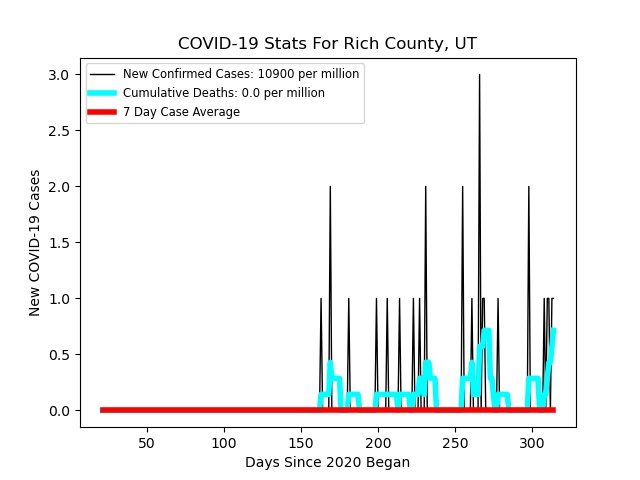 COVID-19 Stats For Rich County, UT
New Confirmed Cases: 10900 per million
Cumulative Deaths: 0.0 per million
7 Day Case Average
New COVID-19 Cases
3.0
2.5
2.0
1.5
1.0
0.5
0.0
50 100 150 200 250 300
Days Since 2020 Began